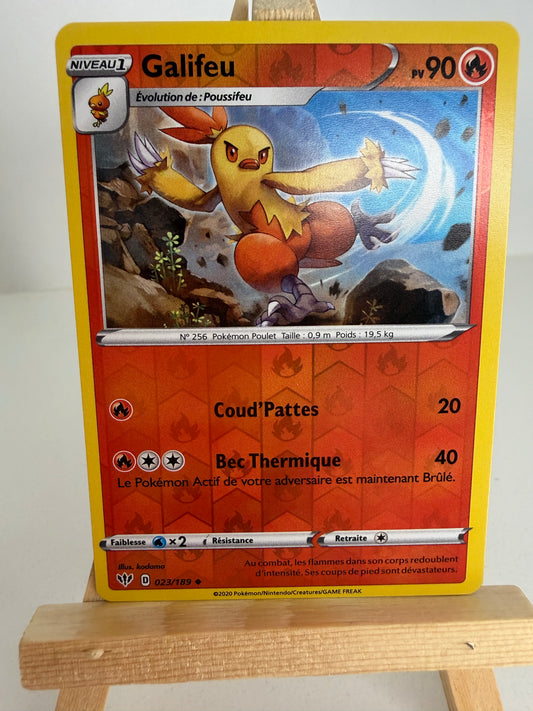 NIVEAU 1
Galifeu
PV 90
Évolution de : Poussifeu
N° 256 Pokémon Poulet Taille : 0,9 m Poids : 19,5 kg
Coud'Pattes 20
Bec Thermique 40
Le Pokémon Actif de votre adversaire est maintenant Brûlé.
Faiblesse ×2 Résistance Retraite
Illus. kodama
Au combat, les flammes dans son corps redoublent
d'intensité. Ses coups de pied sont dévastateurs.
D 023/189
©2020 Pokémon/Nintendo/Creatures/GAME FREAK